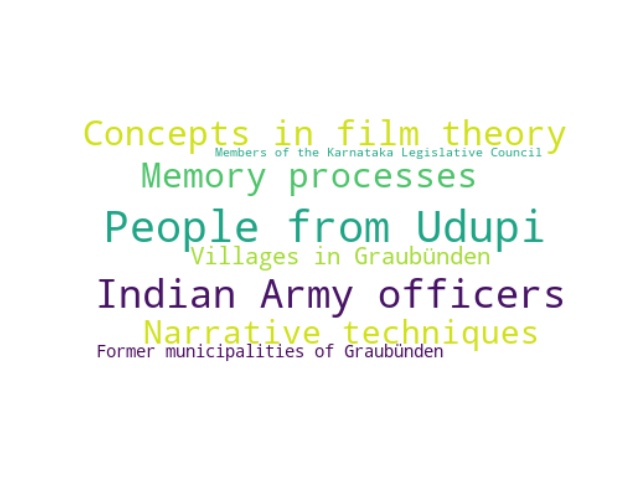 Concepts in film theory
Members of the Karnataka Legislative Council
Memory processes
People from Udupi
Villages in Graubünden
Indian Army officers
Narrative techniques
Former municipalities of Graubünden